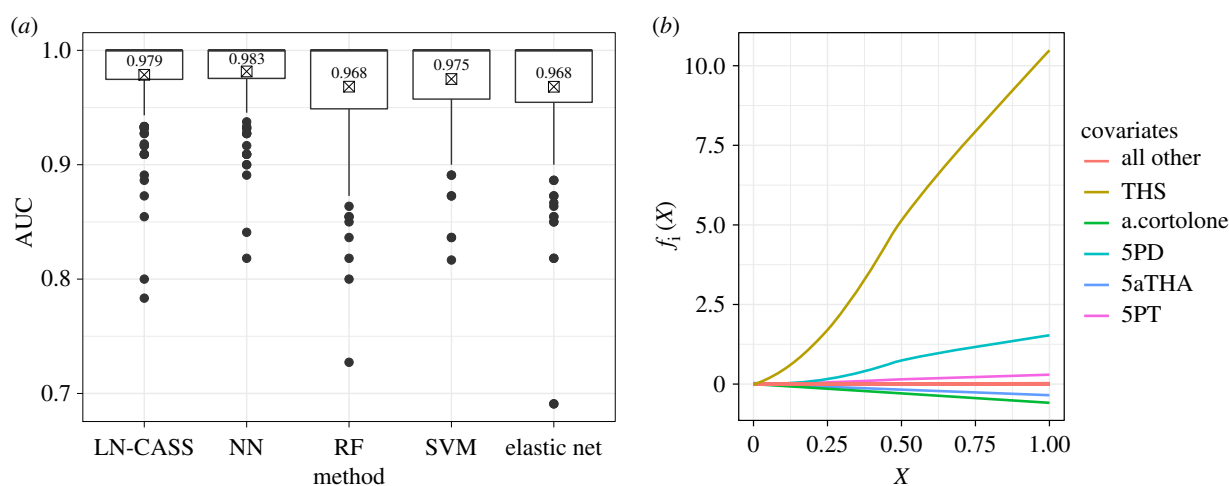 (a)
1.0
0.9
0.8
0.7
AUC
0.979
0.983
0.968
0.975
0.968
LN-CASS NN RF SVM elastic net
method
(b)
10.0
7.5
5.0
2.5
0
fi (X)
0 0.25 0.50 0.75 1.00
X
covariates
all other
THS
a.cortolone
5PD
5aTHA
5PT